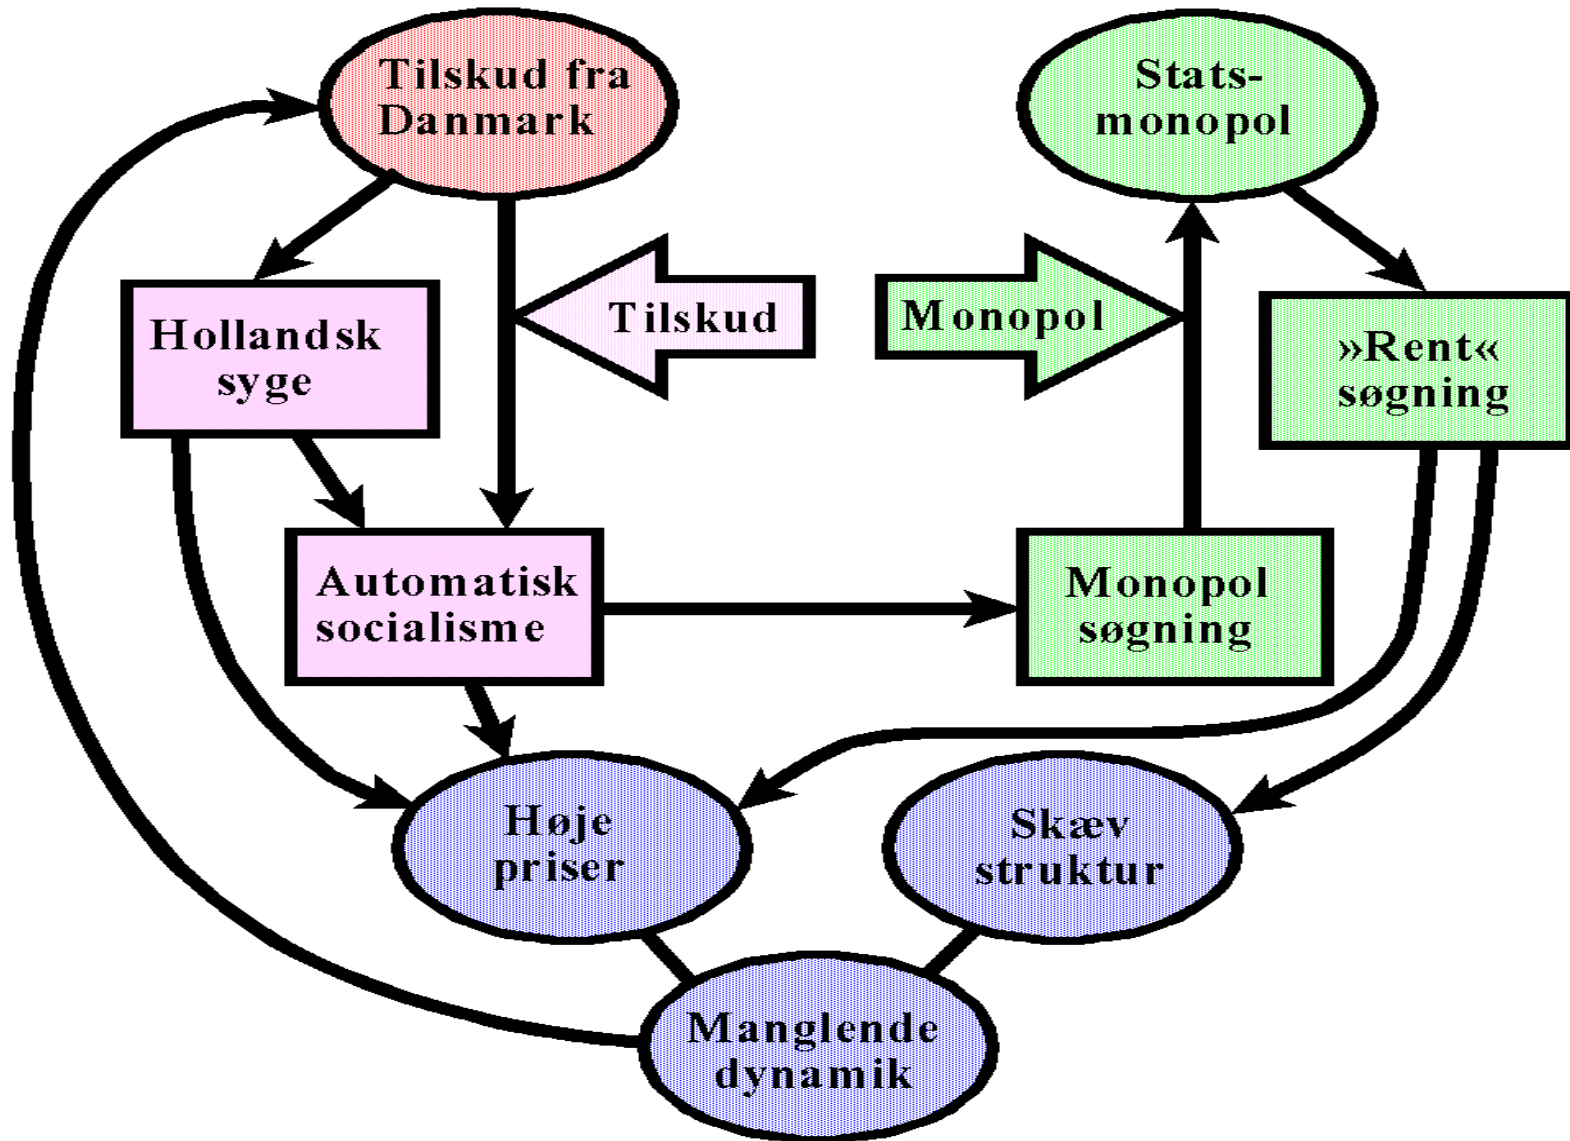 Tilskud fra
Danmark
Stats-
monopol
Hollandsk
syge
Tilskud
Monopol
»Rent«
søgning
Automatisk
socialisme
Monopol
søgning
Høje
priser
Skæv
struktur
Manglende
dynamik